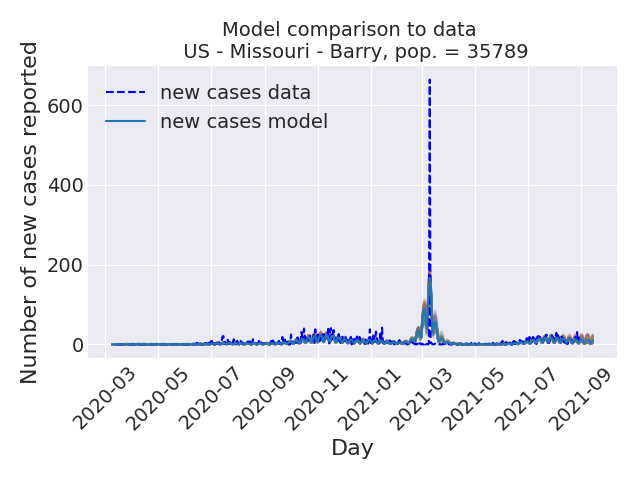 Model comparison to data
US - Missouri - Barry, pop. = 35789
Number of new cases reported
600
400
200
0
new cases data
new cases model
2020-03
2020-05
2020-07
2020-09
2020-11
2021-01
2021-03
2021-05
2021-07
2021-09
Day